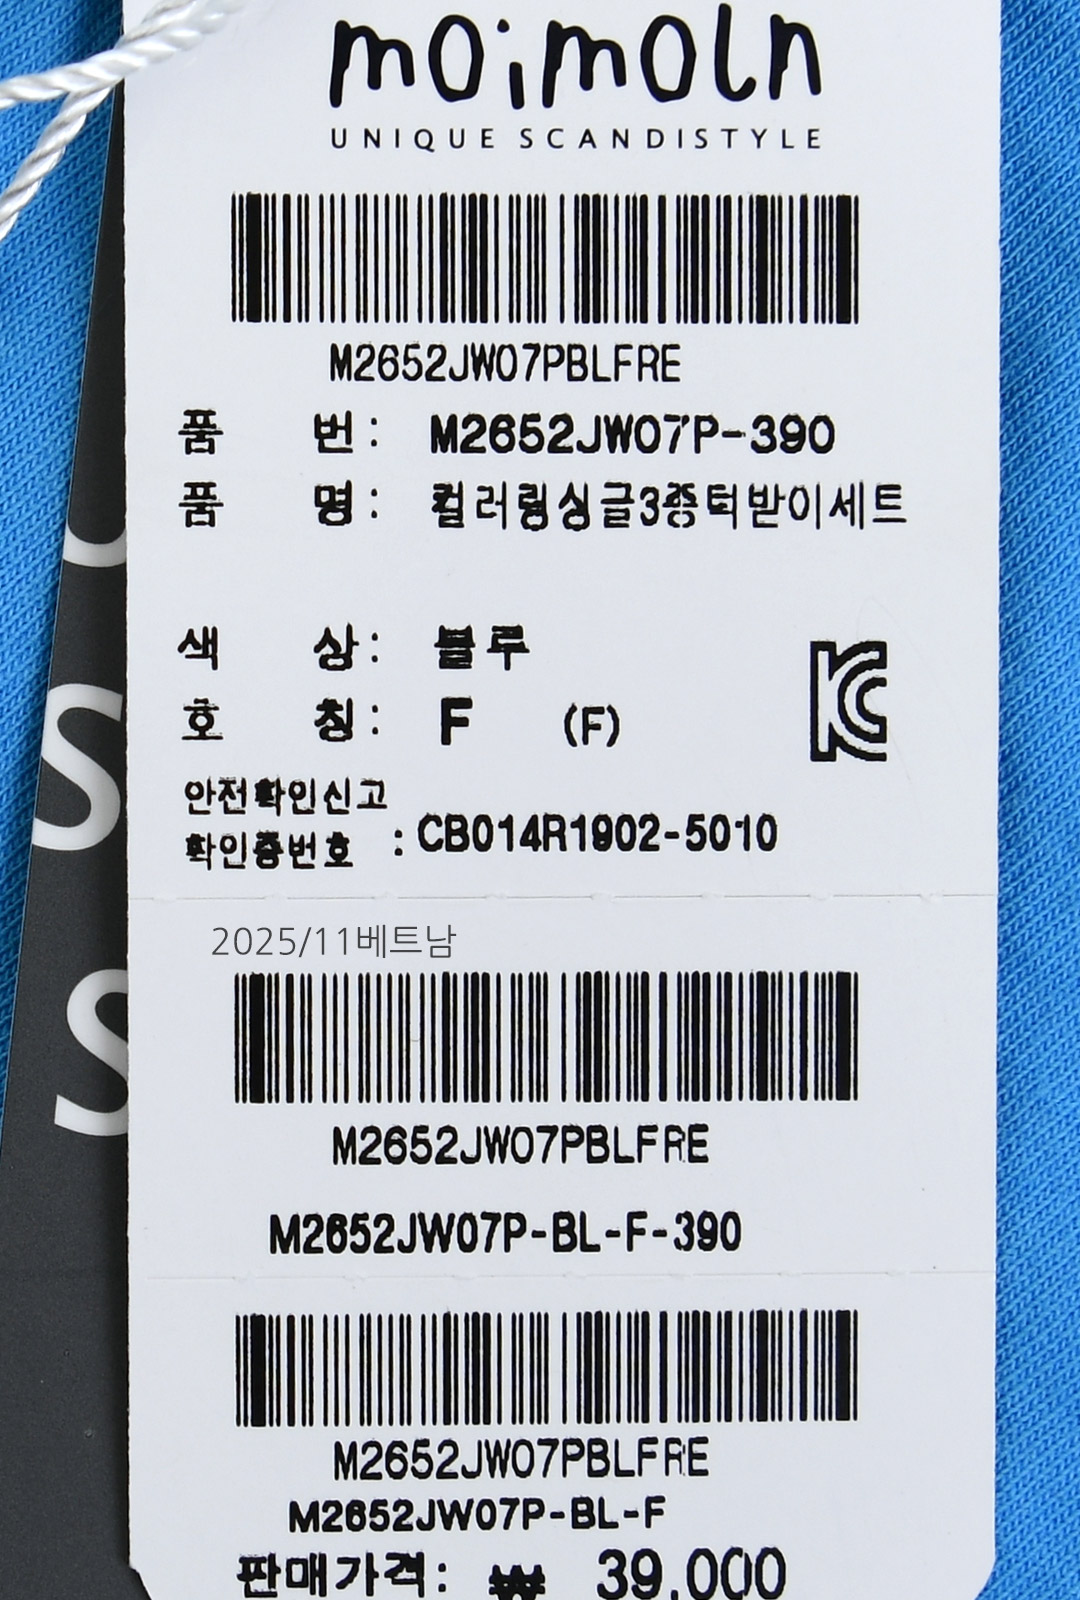 moimoln
UNIQUE SCANDISTYLE
M2652JW07PBLFRE
품 번 : M2652JW07P-390
품 명 : 컬러링싱글3종턱받이세트
색 상 : 블루
호 칭 : F (F)
안전확인신고
확인증번호 : CB014R1902-5010
2025/11베트남
M2652JW07PBLFRE
M2652JW07P-BL-F-390
M2652JW07PBLFRE
M2652JW07P-BL-F
판매가격 : ₩ 39,000